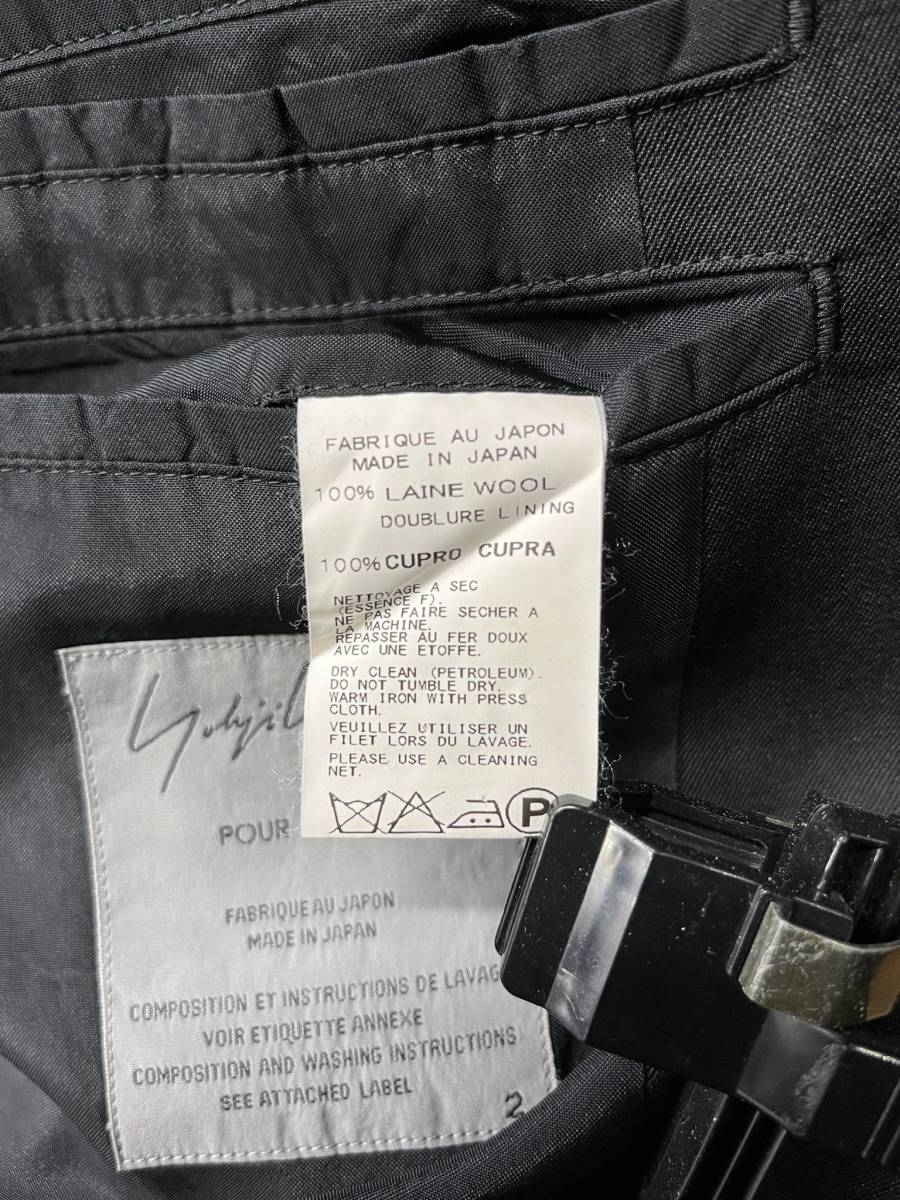 FABRIQUE AU JAPON
MADE IN JAPAN
100% LAINE WOOL
DOUBLURE LINING
100% CUPRO CUPRA
NETTOYAGE A SEC
(ESSENCE F).
NE PAS FAIRE SECHER A
LA MACHINE.
REPASSER AU FER DOUX
AVEC UNE ETOFFE.
DRY CLEAN (PETROLEUM).
DO NOT TUMBLE DRY.
WARM IRON WITH PRESS
CLOTH.
VEUILLEZ UTILISER UN
FILET LORS DU LAVAGE.
PLEASE USE A CLEANING
NET.
P
Yohji
POUR
FABRIQUE AU JAPON
MADE IN JAPAN
COMPOSITION ET INSTRUCTIONS DE LAVAG
VOIR ETIQUETTE ANNEXE
COMPOSITION AND WASHING INSTRUCTIONS
SEE ATTACHED LABEL
2